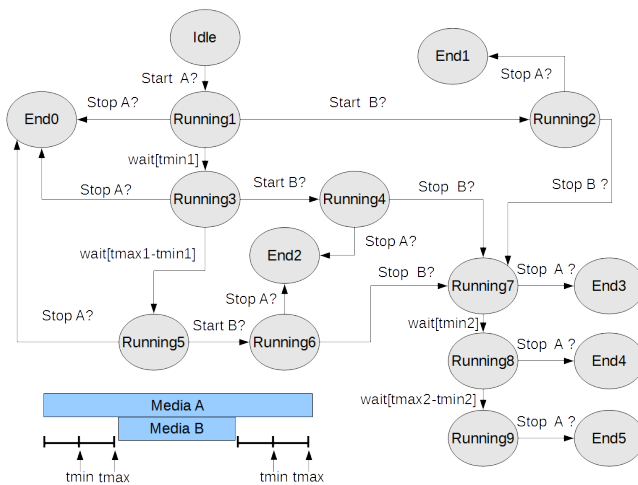 Idle
End1
Start A?
Stop A?
Stop A?
Start B?
End0
Running1
Running2
wait[tmin1]
Stop A?
Start B?
Stop B?
Stop B ?
Running3
Running4
wait[tmax1-tmin1]
Stop A?
End2
Stop B?
Stop A ?
Running7
End3
Stop A?
Stop A?
Start B?
wait[tmin2]
Running5
Running6
Stop A ?
Running8
End4
wait[tmax2-tmin2]
Media A
Media B
Stop A ?
Running9
End5
tmin tmax
tmin tmax